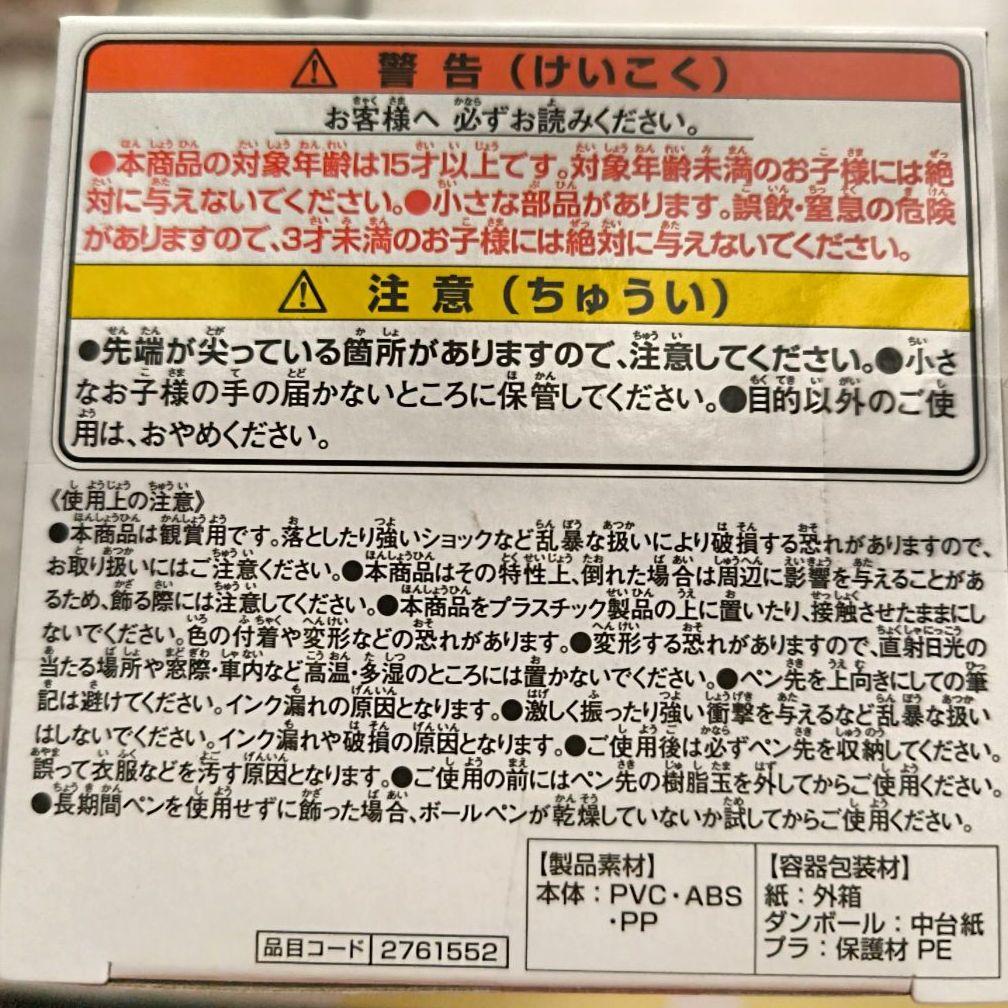 ⚠ 警告（けいこく）
お客様へ 必ずお読みください。
●本商品の対象年齢は15才以上です。対象年齢未満のお子様には絶
対に与えないでください。●小さな部品があります。誤飲・窒息の危険
がありますので、3才未満のお子様には絶対に与えないでください。
⚠ 注意（ちゅうい）
●先端が尖っている箇所がありますので、注意してください。●小さ
なお子様の手の届かないところに保管してください。●目的以外のご使
用は、おやめください。
《使用上の注意》
●本商品は観賞用です。落としたり強いショックなど乱暴な扱いにより破損する恐れがありますので、
お取り扱いにはご注意ください。●本商品はその特性上、倒れた場合は周辺に影響を与えることがあ
るため、飾る際には注意してください。●本商品をプラスチック製品の上に置いたり、接触させたままにし
ないでください。色の付着や変形などの恐れがあります。●変形する恐れがありますので、直射日光の
当たる場所や窓際・車内など高温・多湿のところには置かないでください。●ペン先を上向きにしての筆
記は避けてください。インク漏れの原因となります。●激しく振ったり強い衝撃を与えるなど乱暴な扱い
はしないでください。インク漏れや破損の原因となります。●ご使用後は必ずペン先を収納してください。
誤って衣服などを汚す原因となります。●ご使用の前にはペン先の樹脂玉を外してからご使用ください。
●長期間ペンを使用せずに飾った場合、ボールペンが乾燥していないか試してからご使用ください。
【製品素材】
本体：PVC・ABS
・PP
【容器包装材】
紙：外箱
ダンボール：中台紙
プラ：保護材 PE
品目コード 2761552